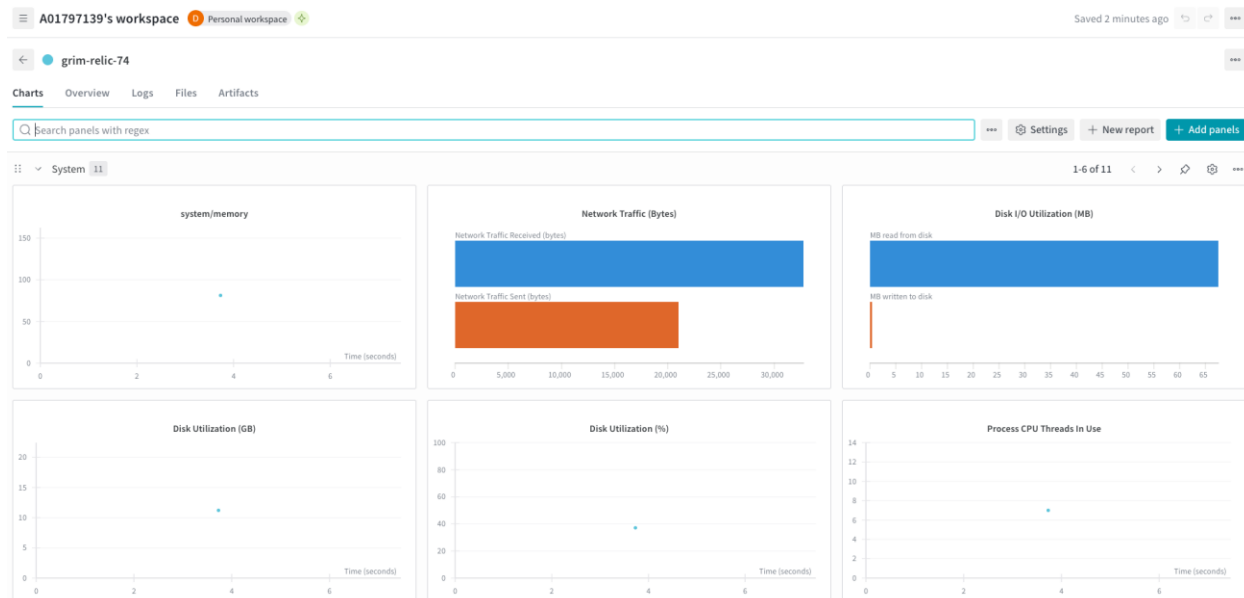 A01797139's workspace D Personal workspace Saved 2 minutes ago
grim-relic-74
Charts Overview Logs Files Artifacts
Search panels with regex Settings + New report + Add panels
System 11 1-6 of 11
system/memory
150
100
50
0
Time (seconds)
0 2 4 6
Network Traffic (Bytes)
Network Traffic Received (bytes)
Network Traffic Sent (bytes)
0 5,000 10,000 15,000 20,000 25,000 30,000
Disk I/O Utilization (MB)
MB read from disk
MB written to disk
0 5 10 15 20 25 30 35 40 45 50 55 60 65
Disk Utilization (GB)
20
15
10
5
0
Time (seconds)
0 2 4 6
Disk Utilization (%)
100
80
60
40
20
0
Time (seconds)
0 2 4 6
Process CPU Threads In Use
14
12
10
8
6
4
2
0
Time (seconds)
0 2 4 6